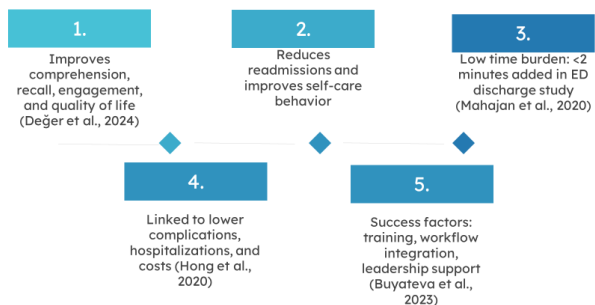 1.
Improves
comprehension,
recall, engagement,
and quality of life
(Değer et al., 2024)
2.
Reduces
readmissions and
improves self-care
behavior
3.
Low time burden: <2
minutes added in ED
discharge study
(Mahajan et al., 2020)
4.
Linked to lower
complications,
hospitalizations, and
costs (Hong et al.,
2020)
5.
Success factors:
training, workflow
integration,
leadership support
(Buyateva et al.,
2023)